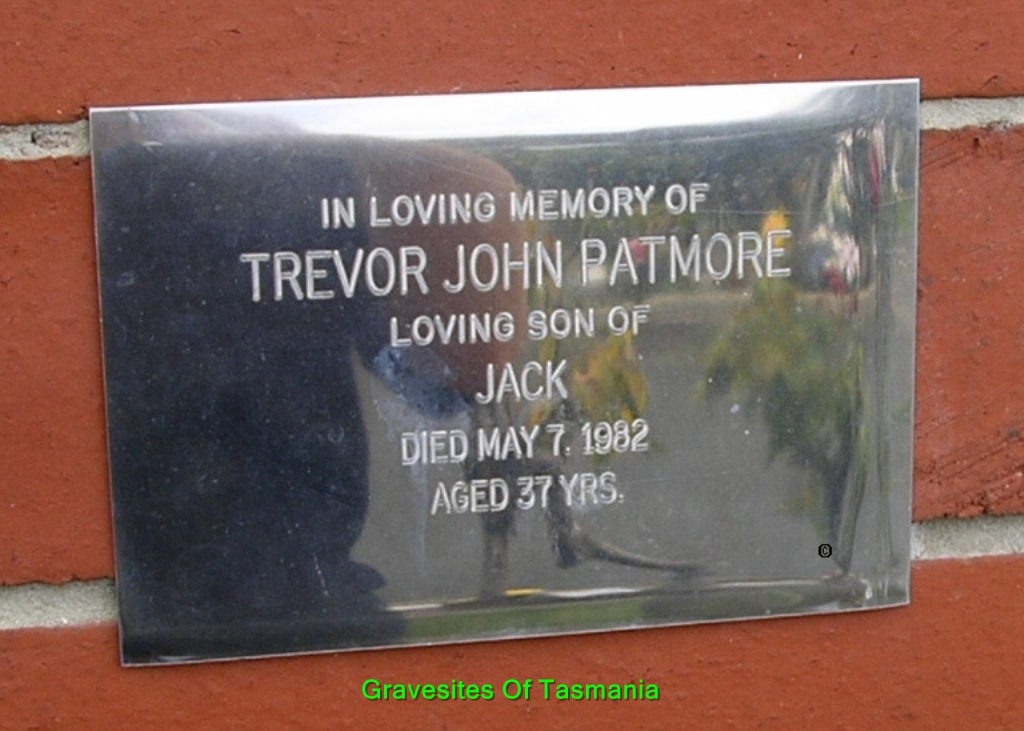 IN LOVING MEMORY OF
TREVOR JOHN PATMORE
LOVING SON OF
JACK
DIED MAY 7, 1982
AGED 37 YRS.
©
Gravesites Of Tasmania